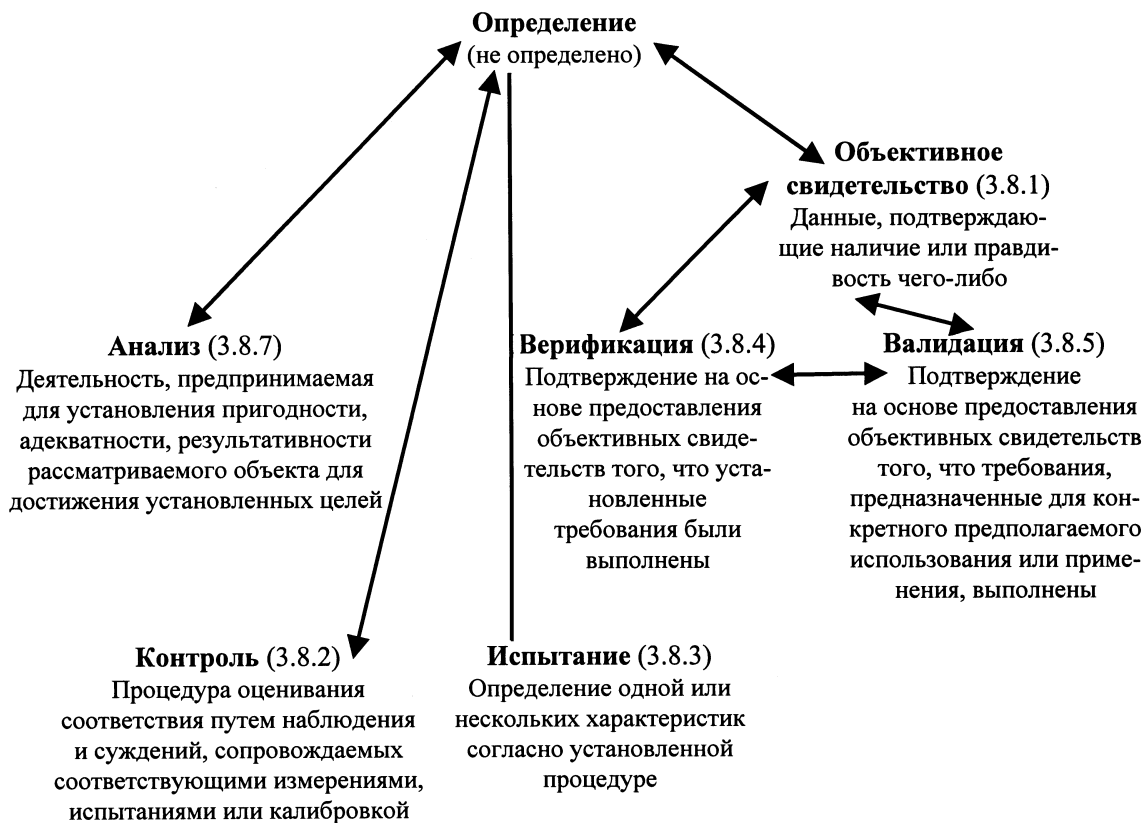 Определение
(не определено)
Объективное
свидетельство (3.8.1)
Данные, подтверждаю-
щие наличие или правди-
вость чего-либо
Анализ (3.8.7)
Деятельность, предпринимаемая
для установления пригодности,
адекватности, результативности
рассматриваемого объекта для
достижения установленных целей
Верификация (3.8.4)
Подтверждение на ос-
нове предоставления
объективных свиде-
тельств того, что уста-
новленные
требования были
выполнены
Валидация (3.8.5)
Подтверждение
на основе предоставления
объективных свидетельств
того, что требования,
предназначенные для кон-
кретного предполагаемого
использования или приме-
нения, выполнены
Контроль (3.8.2)
Процедура оценивания
соответствия путем наблюдения
и суждений, сопровождаемых
соответствующими измерениями,
испытаниями или калибровкой
Испытание (3.8.3)
Определение одной или
нескольких характеристик
согласно установленной
процедуре